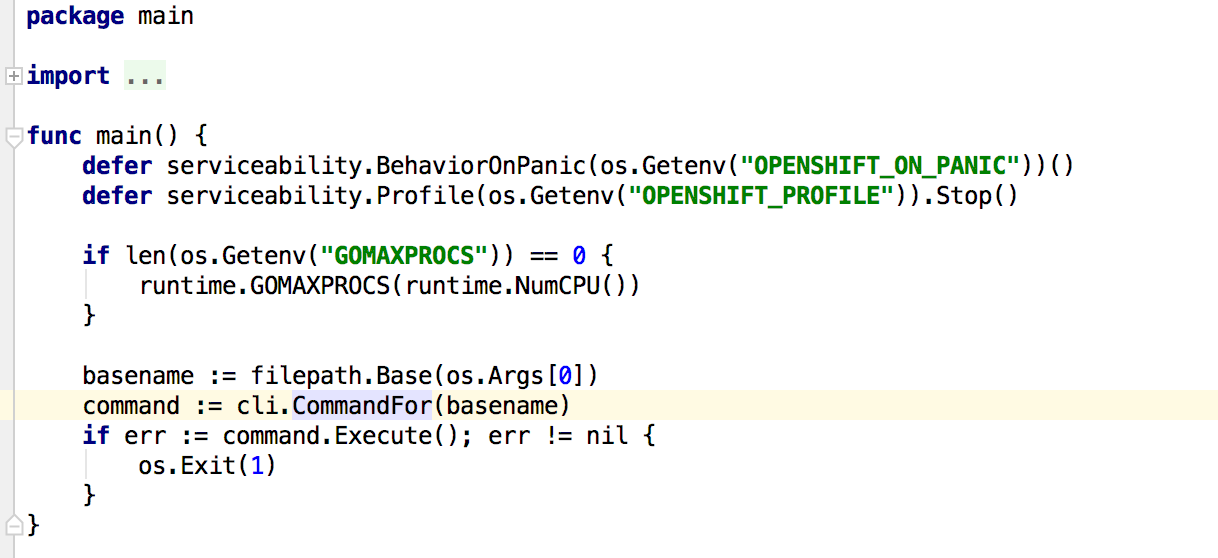 package main
import ...
func main() {
    defer serviceability.BehaviorOnPanic(os.Getenv("OPENSHIFT_ON_PANIC"))()
    defer serviceability.Profile(os.Getenv("OPENSHIFT_PROFILE")).Stop()
    if len(os.Getenv("GOMAXPROCS")) == 0 {
        runtime.GOMAXPROCS(runtime.NumCPU())
    }
    basename := filepath.Base(os.Args[0])
    command := cli.CommandFor(basename)
    if err := command.Execute(); err != nil {
        os.Exit(1)
    }
}